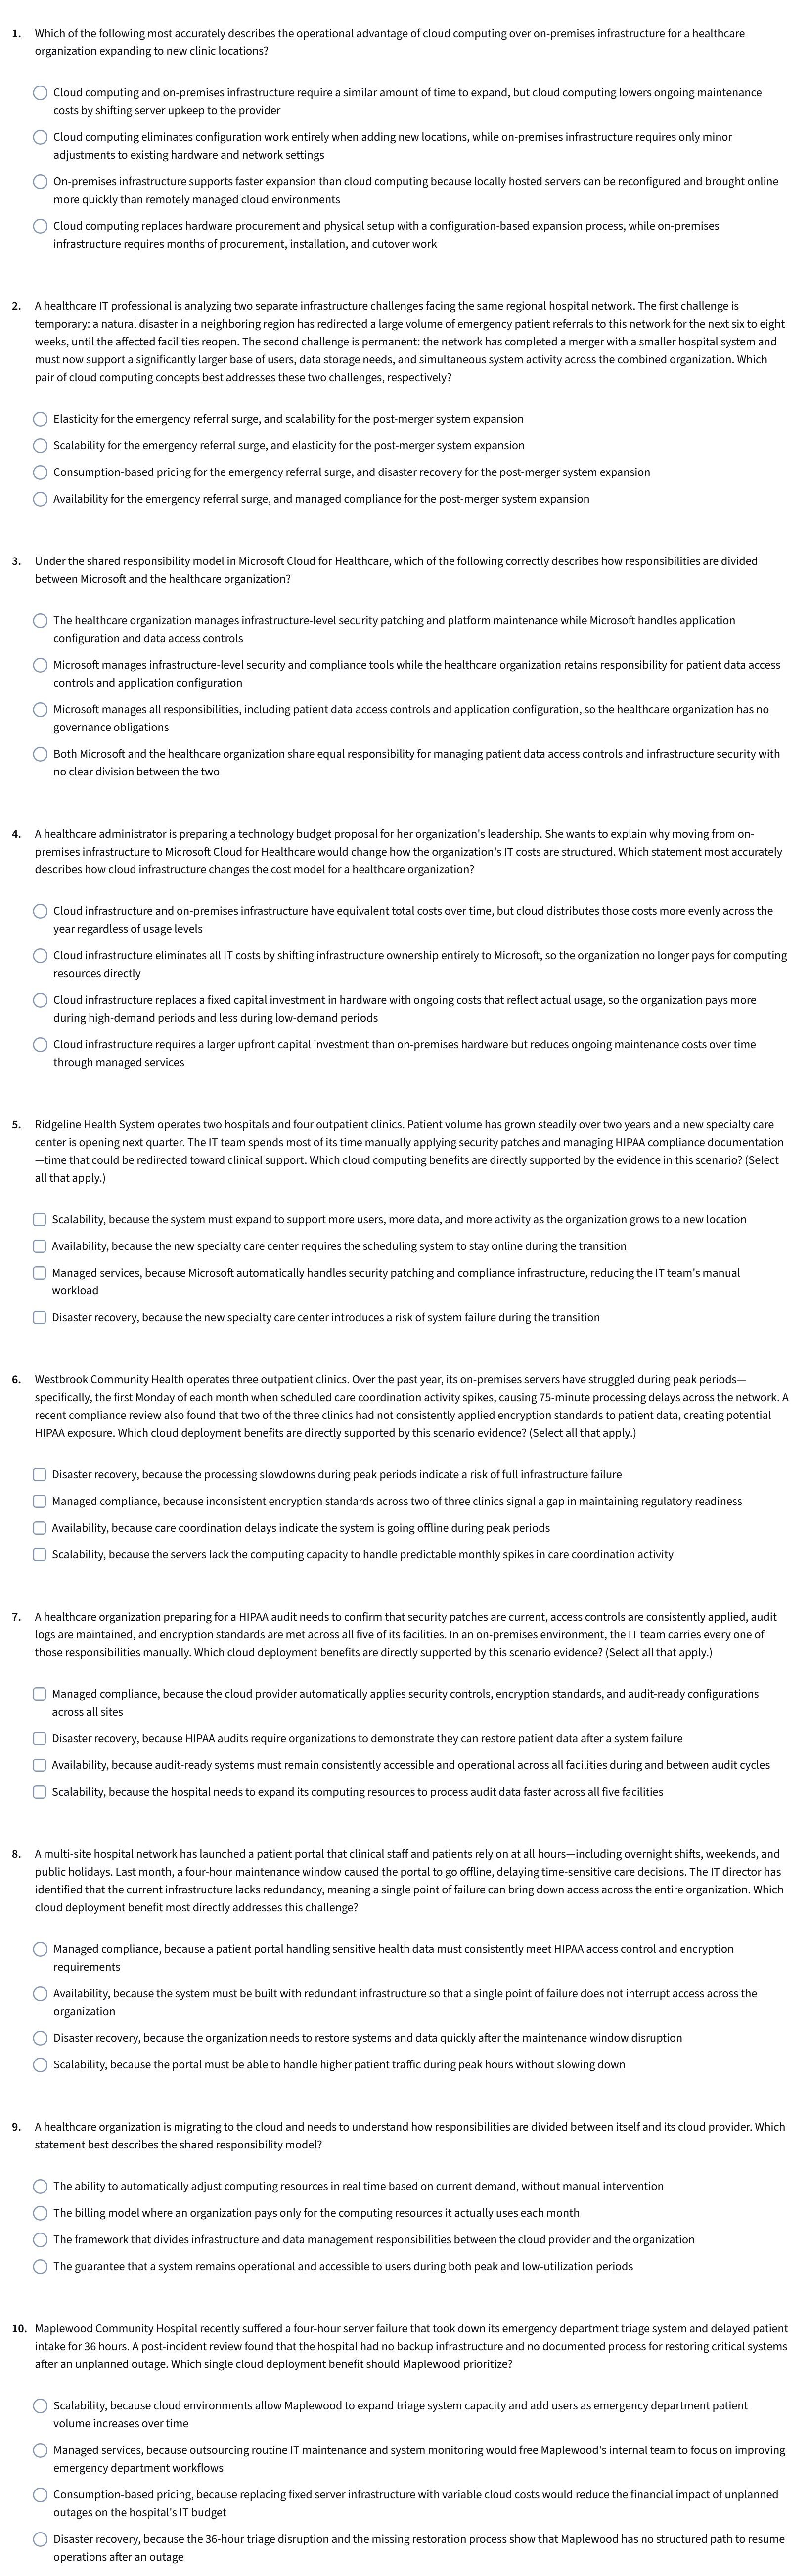 1. Which of the following most accurately describes the operational advantage of cloud computing over on-premises infrastructure for a healthcare
organization expanding to new clinic locations?
Cloud computing and on-premises infrastructure require a similar amount of time to expand, but cloud computing lowers ongoing maintenance
costs by shifting server upkeep to the provider
Cloud computing eliminates configuration work entirely when adding new locations, while on-premises infrastructure requires only minor
adjustments to existing hardware and network settings
On-premises infrastructure supports faster expansion than cloud computing because locally hosted servers can be reconfigured and brought online
more quickly than remotely managed cloud environments
Cloud computing replaces hardware procurement and physical setup with a configuration-based expansion process, while on-premises
infrastructure requires months of procurement, installation, and cutover work
2. A healthcare IT professional is analyzing two separate infrastructure challenges facing the same regional hospital network. The first challenge is
temporary: a natural disaster in a neighboring region has redirected a large volume of emergency patient referrals to this network for the next six to eight
weeks, until the affected facilities reopen. The second challenge is permanent: the network has completed a merger with a smaller hospital system and
must now support a significantly larger base of users, data storage needs, and simultaneous system activity across the combined organization. Which
pair of cloud computing concepts best addresses these two challenges, respectively?
Elasticity for the emergency referral surge, and scalability for the post-merger system expansion
Scalability for the emergency referral surge, and elasticity for the post-merger system expansion
Consumption-based pricing for the emergency referral surge, and disaster recovery for the post-merger system expansion
Availability for the emergency referral surge, and managed compliance for the post-merger system expansion
3. Under the shared responsibility model in Microsoft Cloud for Healthcare, which of the following correctly describes how responsibilities are divided
between Microsoft and the healthcare organization?
The healthcare organization manages infrastructure-level security patching and platform maintenance while Microsoft handles application
configuration and data access controls
Microsoft manages infrastructure-level security and compliance tools while the healthcare organization retains responsibility for patient data access
controls and application configuration
Microsoft manages all responsibilities, including patient data access controls and application configuration, so the healthcare organization has no
governance obligations
Both Microsoft and the healthcare organization share equal responsibility for managing patient data access controls and infrastructure security with
no clear division between the two
4. A healthcare administrator is preparing a technology budget proposal for her organization's leadership. She wants to explain why moving from on-
premises infrastructure to Microsoft Cloud for Healthcare would change how the organization's IT costs are structured. Which statement most accurately
describes how cloud infrastructure changes the cost model for a healthcare organization?
Cloud infrastructure and on-premises infrastructure have equivalent total costs over time, but cloud distributes those costs more evenly across the
year regardless of usage levels
Cloud infrastructure eliminates all IT costs by shifting infrastructure ownership entirely to Microsoft, so the organization no longer pays for computing
resources directly
Cloud infrastructure replaces a fixed capital investment in hardware with ongoing costs that reflect actual usage, so the organization pays more
during high-demand periods and less during low-demand periods
Cloud infrastructure requires a larger upfront capital investment than on-premises hardware but reduces ongoing maintenance costs over time
through managed services
5. Ridgeline Health System operates two hospitals and four outpatient clinics. Patient volume has grown steadily over two years and a new specialty care
center is opening next quarter. The IT team spends most of its time manually applying security patches and managing HIPAA compliance documentation
—time that could be redirected toward clinical support. Which cloud computing benefits are directly supported by the evidence in this scenario? (Select
all that apply.)
Scalability, because the system must expand to support more users, more data, and more activity as the organization grows to a new location
Availability, because the new specialty care center requires the scheduling system to stay online during the transition
Managed services, because Microsoft automatically handles security patching and compliance infrastructure, reducing the IT team's manual
workload
Disaster recovery, because the new specialty care center introduces a risk of system failure during the transition
6. Westbrook Community Health operates three outpatient clinics. Over the past year, its on-premises servers have struggled during peak periods—
specifically, the first Monday of each month when scheduled care coordination activity spikes, causing 75-minute processing delays across the network. A
recent compliance review also found that two of the three clinics had not consistently applied encryption standards to patient data, creating potential
HIPAA exposure. Which cloud deployment benefits are directly supported by this scenario evidence? (Select all that apply.)
Disaster recovery, because the processing slowdowns during peak periods indicate a risk of full infrastructure failure
Managed compliance, because inconsistent encryption standards across two of three clinics signal a gap in maintaining regulatory readiness
Availability, because care coordination delays indicate the system is going offline during peak periods
Scalability, because the servers lack the computing capacity to handle predictable monthly spikes in care coordination activity
7. A healthcare organization preparing for a HIPAA audit needs to confirm that security patches are current, access controls are consistently applied, audit
logs are maintained, and encryption standards are met across all five of its facilities. In an on-premises environment, the IT team carries every one of
those responsibilities manually. Which cloud deployment benefits are directly supported by this scenario evidence? (Select all that apply.)
Managed compliance, because the cloud provider automatically applies security controls, encryption standards, and audit-ready configurations
across all sites
Disaster recovery, because HIPAA audits require organizations to demonstrate they can restore patient data after a system failure
Availability, because audit-ready systems must remain consistently accessible and operational across all facilities during and between audit cycles
Scalability, because the hospital needs to expand its computing resources to process audit data faster across all five facilities
8. A multi-site hospital network has launched a patient portal that clinical staff and patients rely on at all hours—including overnight shifts, weekends, and
public holidays. Last month, a four-hour maintenance window caused the portal to go offline, delaying time-sensitive care decisions. The IT director has
identified that the current infrastructure lacks redundancy, meaning a single point of failure can bring down access across the entire organization. Which
cloud deployment benefit most directly addresses this challenge?
Managed compliance, because a patient portal handling sensitive health data must consistently meet HIPAA access control and encryption
requirements
Availability, because the system must be built with redundant infrastructure so that a single point of failure does not interrupt access across the
organization
Disaster recovery, because the organization needs to restore systems and data quickly after the maintenance window disruption
Scalability, because the portal must be able to handle higher patient traffic during peak hours without slowing down
9. A healthcare organization is migrating to the cloud and needs to understand how responsibilities are divided between itself and its cloud provider. Which
statement best describes the shared responsibility model?
The ability to automatically adjust computing resources in real time based on current demand, without manual intervention
The billing model where an organization pays only for the computing resources it actually uses each month
The framework that divides infrastructure and data management responsibilities between the cloud provider and the organization
The guarantee that a system remains operational and accessible to users during both peak and low-utilization periods
10. Maplewood Community Hospital recently suffered a four-hour server failure that took down its emergency department triage system and delayed patient
intake for 36 hours. A post-incident review found that the hospital had no backup infrastructure and no documented process for restoring critical systems
after an unplanned outage. Which single cloud deployment benefit should Maplewood prioritize?
Scalability, because cloud environments allow Maplewood to expand triage system capacity and add users as emergency department patient
volume increases over time
Managed services, because outsourcing routine IT maintenance and system monitoring would free Maplewood's internal team to focus on improving
emergency department workflows
Consumption-based pricing, because replacing fixed server infrastructure with variable cloud costs would reduce the financial impact of unplanned
outages on the hospital's IT budget
Disaster recovery, because the 36-hour triage disruption and the missing restoration process show that Maplewood has no structured path to resume
operations after an outage